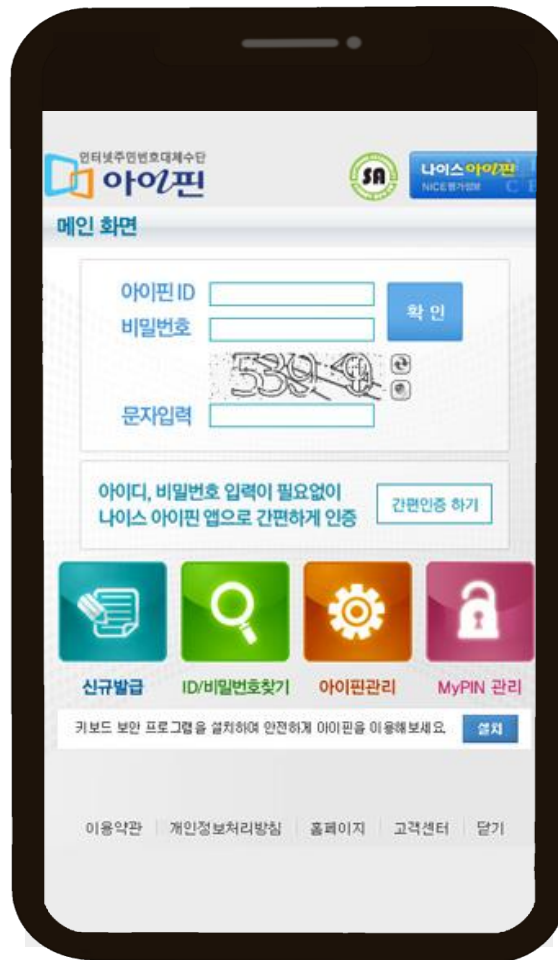 인터넷주민번호대체수단
아이핀
SA
나이스 아이핀
NICE 평가정보
메인 화면
아이핀 ID
확 인
비밀번호
문자입력
아이디, 비밀번호 입력이 필요없이
나이스 아이핀 앱으로 간편하게 인증
간편인증 하기
신규발급 ID/비밀번호찾기 아이핀관리 MyPIN 관리
키보드 보안 프로그램을 설치하여 안전하게 아이핀을 이용해보세요. 설치
이용약관 개인정보처리방침 홈페이지 고객센터 닫기